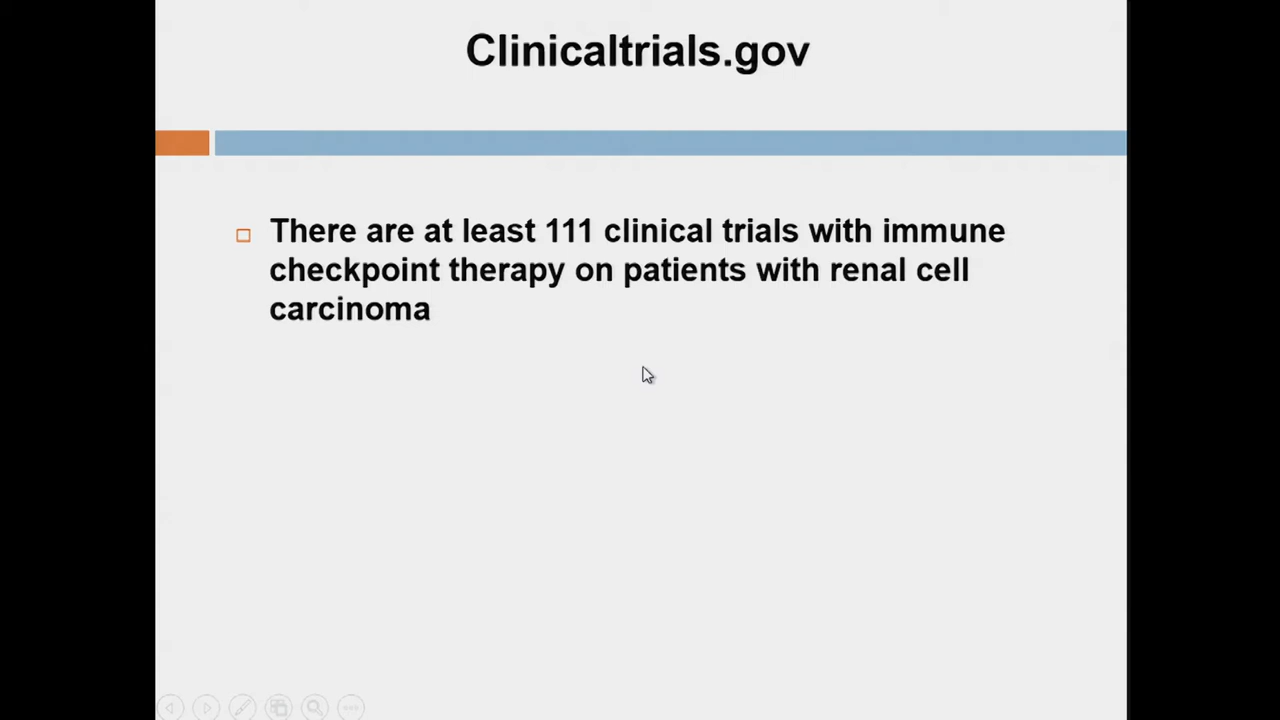 Clinicaltrials.gov
There are at least 111 clinical trials with immune
checkpoint therapy on patients with renal cell
carcinoma